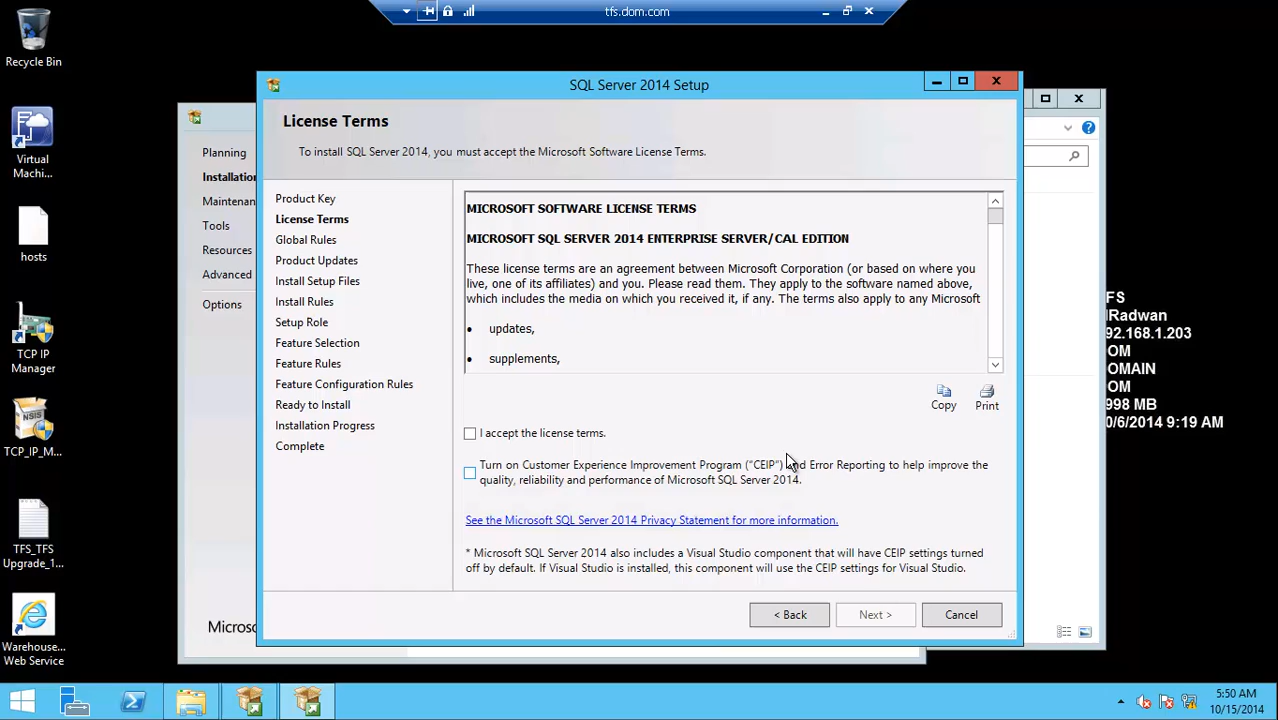 tfs.dom.com
Recycle Bin
Virtual
Machi...
hosts
TCP IP
Manager
TCP_IP_M...
TFS_TFS
Upgrade_1...
Warehouse...
Web Service
Planning
Installatio
Maintenan
Tools
Resources
Advanced
Options
Microso
SQL Server 2014 Setup
License Terms
To install SQL Server 2014, you must accept the Microsoft Software License Terms.
Product Key
License Terms
Global Rules
Product Updates
Install Setup Files
Install Rules
Setup Role
Feature Selection
Feature Rules
Feature Configuration Rules
Ready to Install
Installation Progress
Complete
MICROSOFT SOFTWARE LICENSE TERMS
MICROSOFT SQL SERVER 2014 ENTERPRISE SERVER/CAL EDITION
These license terms are an agreement between Microsoft Corporation (or based on where you
live, one of its affiliates) and you. Please read them. They apply to the software named above,
which includes the media on which you received it, if any. The terms also apply to any Microsoft
• updates,
• supplements,
Copy
Print
I accept the license terms.
Turn on Customer Experience Improvement Program ("CEIP") and Error Reporting to help improve the
quality, reliability and performance of Microsoft SQL Server 2014.
See the Microsoft SQL Server 2014 Privacy Statement for more information.
* Microsoft SQL Server 2014 also includes a Visual Studio component that will have CEIP settings turned
off by default. If Visual Studio is installed, this component will use the CEIP settings for Visual Studio.
< Back
Next >
Cancel
FS
Radwan
92.168.1.203
OM
OMAIN
OM
998 MB
0/6/2014 9:19 AM
NSIS
5:50 AM
10/15/2014